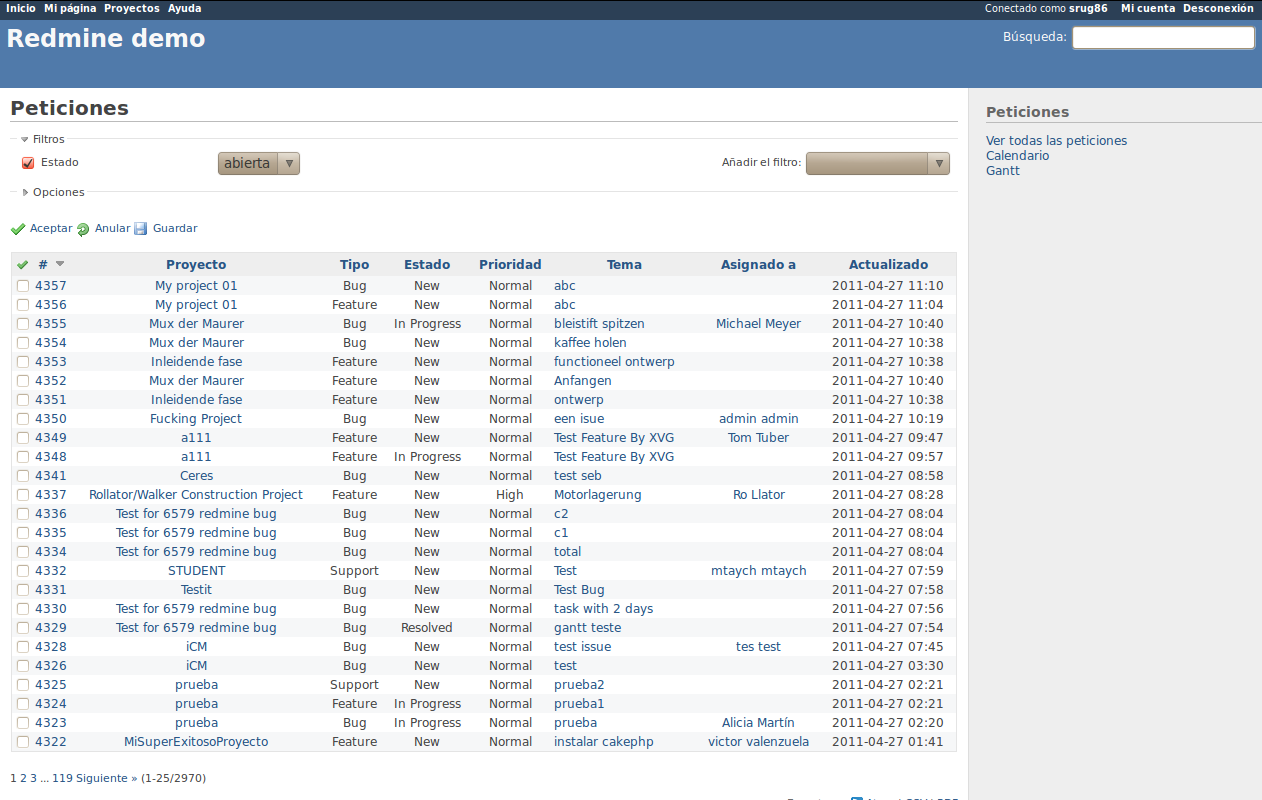 Inicio Mi página Proyectos Ayuda Conectado como srug86 Mi cuenta Desconexión
Redmine demo Búsqueda:
Peticiones
Filtros
Estado abierta Añadir el filtro:
Opciones
Aceptar Anular Guardar
# Proyecto Tipo Estado Prioridad Tema Asignado a Actualizado
4357 My project 01 Bug New Normal abc 2011-04-27 11:10
4356 My project 01 Feature New Normal abc 2011-04-27 11:04
4355 Mux der Maurer Bug In Progress Normal bleistift spitzen Michael Meyer 2011-04-27 10:40
4354 Mux der Maurer Bug New Normal kaffee holen 2011-04-27 10:38
4353 Inleidende fase Feature New Normal functioneel ontwerp 2011-04-27 10:38
4352 Mux der Maurer Feature New Normal Anfangen 2011-04-27 10:40
4351 Inleidende fase Feature New Normal ontwerp 2011-04-27 10:38
4350 Fucking Project Bug New Normal een isue admin admin 2011-04-27 10:19
4349 a111 Feature New Normal Test Feature By XVG Tom Tuber 2011-04-27 09:47
4348 a111 Feature In Progress Normal Test Feature By XVG 2011-04-27 09:57
4341 Ceres Bug New Normal test seb 2011-04-27 08:58
4337 Rollator/Walker Construction Project Feature New High Motorlagerung Ro Llator 2011-04-27 08:28
4336 Test for 6579 redmine bug Bug New Normal c2 2011-04-27 08:04
4335 Test for 6579 redmine bug Bug New Normal c1 2011-04-27 08:04
4334 Test for 6579 redmine bug Bug New Normal total 2011-04-27 08:04
4332 STUDENT Support New Normal Test mtaych mtaych 2011-04-27 07:59
4331 Testit Bug New Normal Test Bug 2011-04-27 07:58
4330 Test for 6579 redmine bug Bug New Normal task with 2 days 2011-04-27 07:56
4329 Test for 6579 redmine bug Bug Resolved Normal gantt teste 2011-04-27 07:54
4328 iCM Bug New Normal test issue tes test 2011-04-27 07:45
4326 iCM Bug New Normal test 2011-04-27 03:30
4325 prueba Support New Normal prueba2 2011-04-27 02:21
4324 prueba Feature In Progress Normal prueba1 2011-04-27 02:21
4323 prueba Bug In Progress Normal prueba Alicia Martín 2011-04-27 02:20
4322 MiSuperExitosoProyecto Feature New Normal instalar cakephp victor valenzuela 2011-04-27 01:41
1 2 3 ... 119 Siguiente » (1-25/2970)
Peticiones
Ver todas las peticiones
Calendario
Gantt